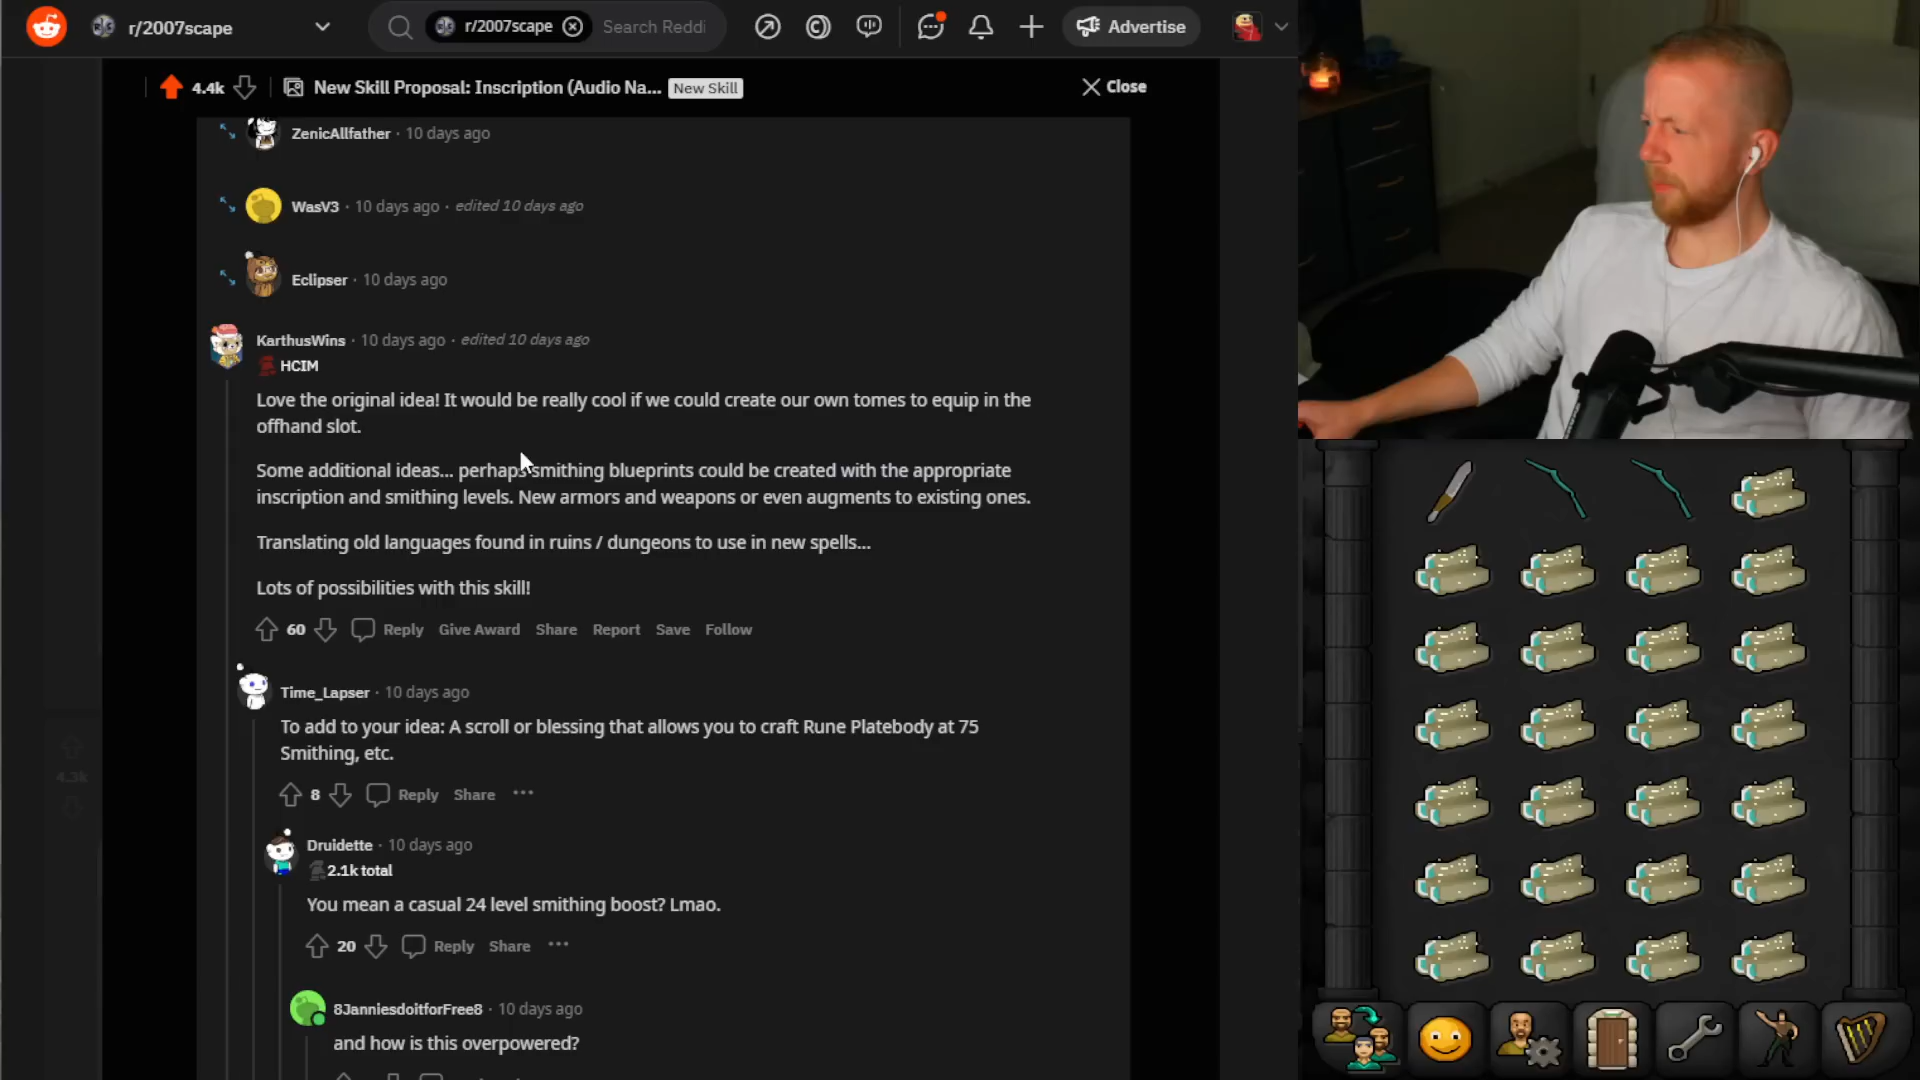 r/2007scape
r/2007scape
Search Reddi
Advertise
4.4k
New Skill Proposal: Inscription (Audio Na...
New Skill
Close
ZenicAllfather · 10 days ago
WasV3 · 10 days ago · edited 10 days ago
Eclipser · 10 days ago
KarthusWins · 10 days ago · edited 10 days ago
HCIM
Love the original idea! It would be really cool if we could create our own tomes to equip in the
offhand slot.
Some additional ideas... perhaps smithing blueprints could be created with the appropriate
inscription and smithing levels. New armors and weapons or even augments to existing ones.
Translating old languages found in ruins / dungeons to use in new spells...
Lots of possibilities with this skill!
60 Reply Give Award Share Report Save Follow
Time_Lapser · 10 days ago
To add to your idea: A scroll or blessing that allows you to craft Rune Platebody at 75
Smithing, etc.
4.3k
8 Reply Share ...
Druidette · 10 days ago
2.1k total
You mean a casual 24 level smithing boost? Lmao.
20 Reply Share ...
8JanniesdoitforFree8 · 10 days ago
and how is this overpowered?